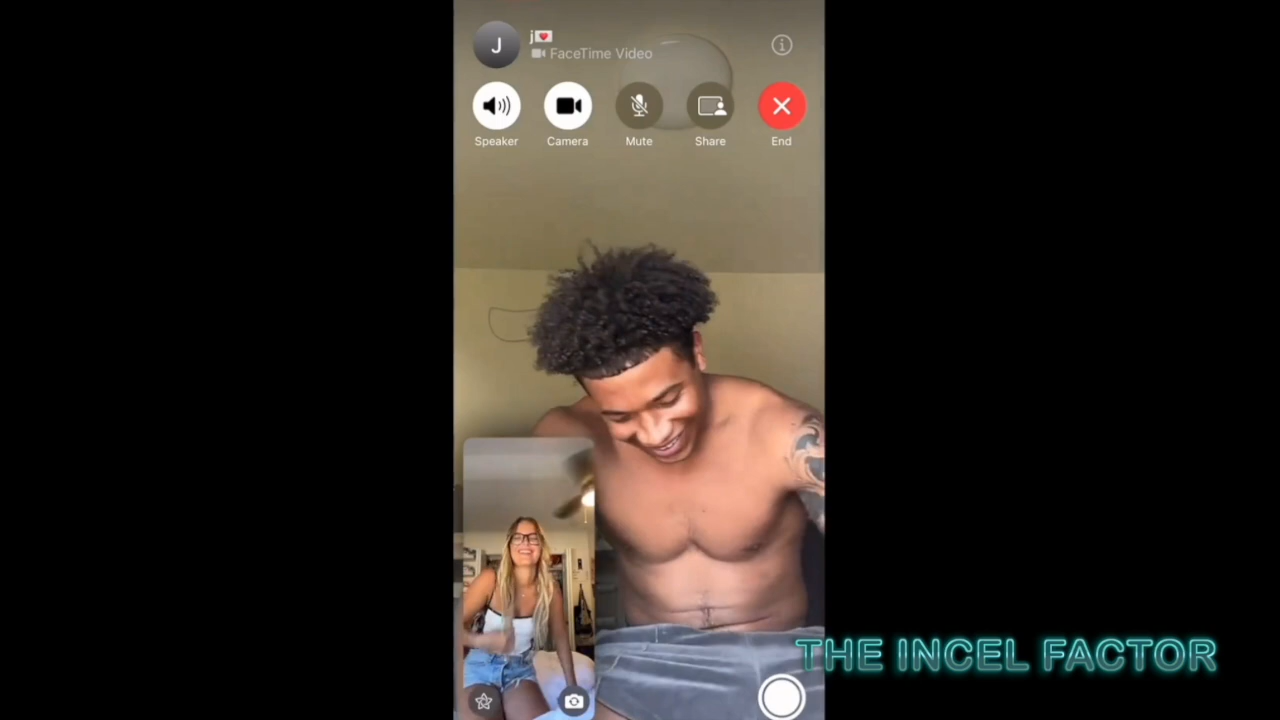 J
j💌
FaceTime Video
Speaker
Camera
Mute
Share
End
THE INCEL FACTOR